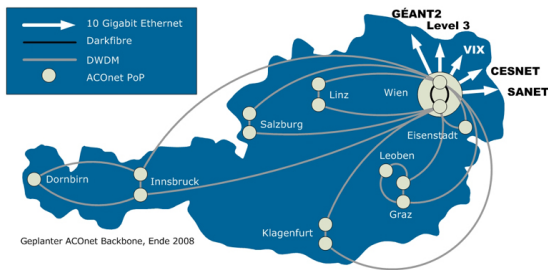 10 Gigabit Ethernet
Darkfibre
DWDM
ACOnet PoP
GÉANT2
Level 3
VIX
CESNET
SANET
Wien
Linz
Salzburg
Eisenstadt
Leoben
Dornbirn
Innsbruck
Graz
Klagenfurt
Geplanter ACOnet Backbone, Ende 2008